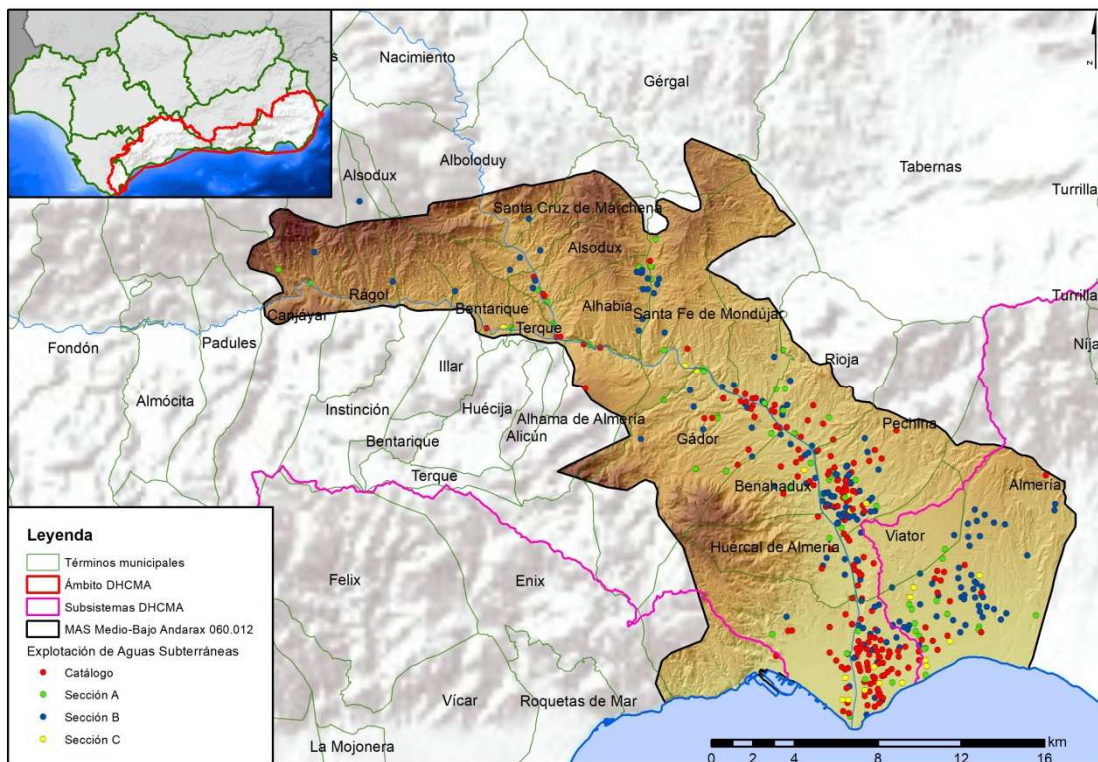 Nacimiento
Gérgal
Alboloduy
Tabernas
Alsodux
Turrilla
Santa Cruz de Marchena
Alsodux
Rágol
Bentarique
Alhabia
Santa Fe de Mondújar
Turrilla
Canjáyar
Terque
Fondón
Padules
Rioja
Níja
Illar
Almócita
Instinción
Huécija
Alhama de Almería
Pechina
Bentarique
Alicún
Gádor
Terque
Benahadux
Almería
Huercal de Almería
Viator
Felix
Enix
Vícar
Roquetas de Mar
La Mojonera
Leyenda
Términos municipales
Ámbito DHCMA
Subsistemas DHCMA
MAS Medio-Bajo Andarax 060.012
Explotación de Aguas Subterráneas
Catálogo
Sección A
Sección B
Sección C
km
0 2 4 8 12 16